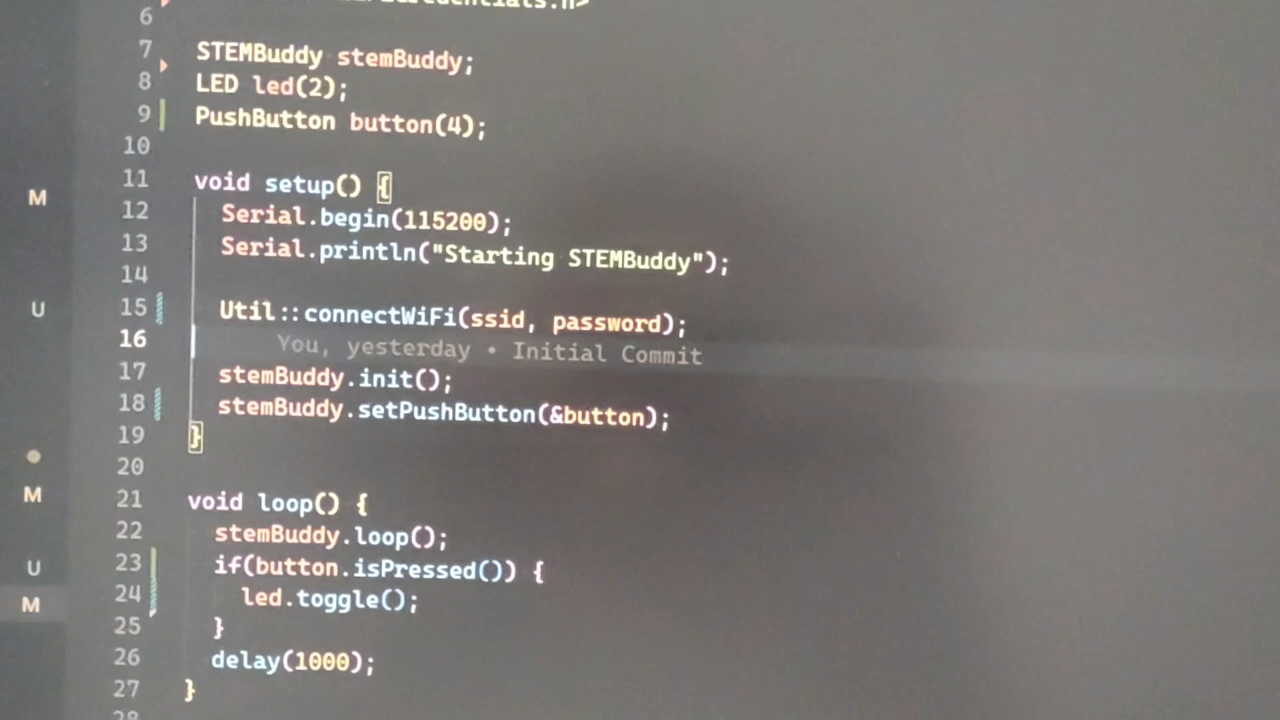 6
7 STEMBuddy stemBuddy;
8 LED led(2);
9 PushButton button(4);
10
11 void setup() {
12 Serial.begin(115200);
13 Serial.println("Starting STEMBuddy");
14
15 Util::connectWiFi(ssid, password);
16 You, yesterday • Initial Commit
17 stemBuddy.init();
18 stemBuddy.setPushButton(&button);
19 }
20
21 void loop() {
22 stemBuddy.loop();
23 if(button.isPressed()) {
24 led.toggle();
25 }
26 delay(1000);
27 }
28
M
U
M
U
M